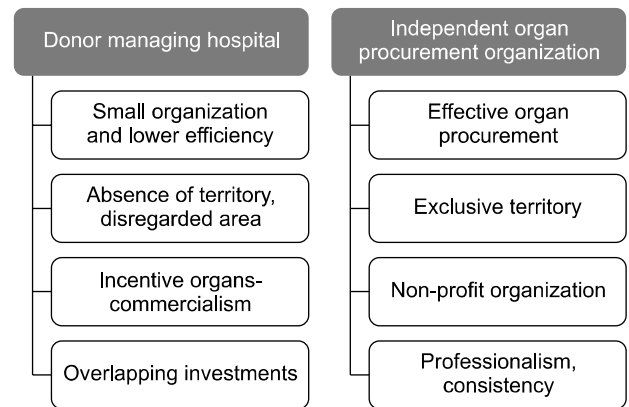 Donor managing hospital
Small organization
and lower efficiency
Absence of territory,
disregarded area
Incentive organs-
commercialism
Overlapping investments
Independent organ
procurement organization
Effective organ
procurement
Exclusive territory
Non-profit organization
Professionalism,
consistency